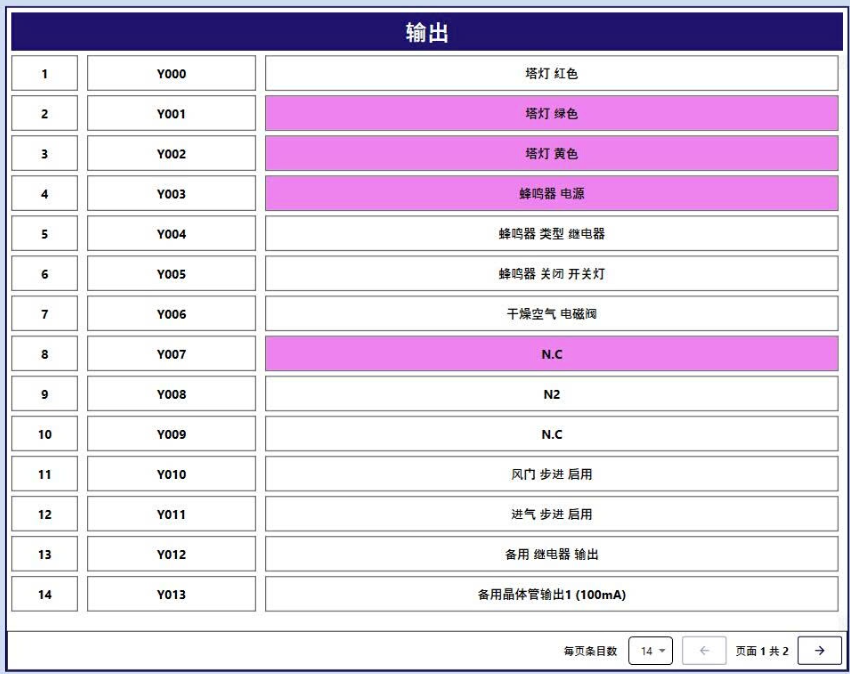 输出
1 Y000 塔灯 红色
2 Y001 塔灯 绿色
3 Y002 塔灯 黄色
4 Y003 蜂鸣器 电源
5 Y004 蜂鸣器 类型 继电器
6 Y005 蜂鸣器 关闭 开关灯
7 Y006 干燥空气 电磁阀
8 Y007 N.C
9 Y008 N2
10 Y009 N.C
11 Y010 风门 步进 启用
12 Y011 进气 步进 启用
13 Y012 备用 继电器 输出
14 Y013 备用晶体管输出1 (100mA)
每页条目数 14 页面 1 共 2